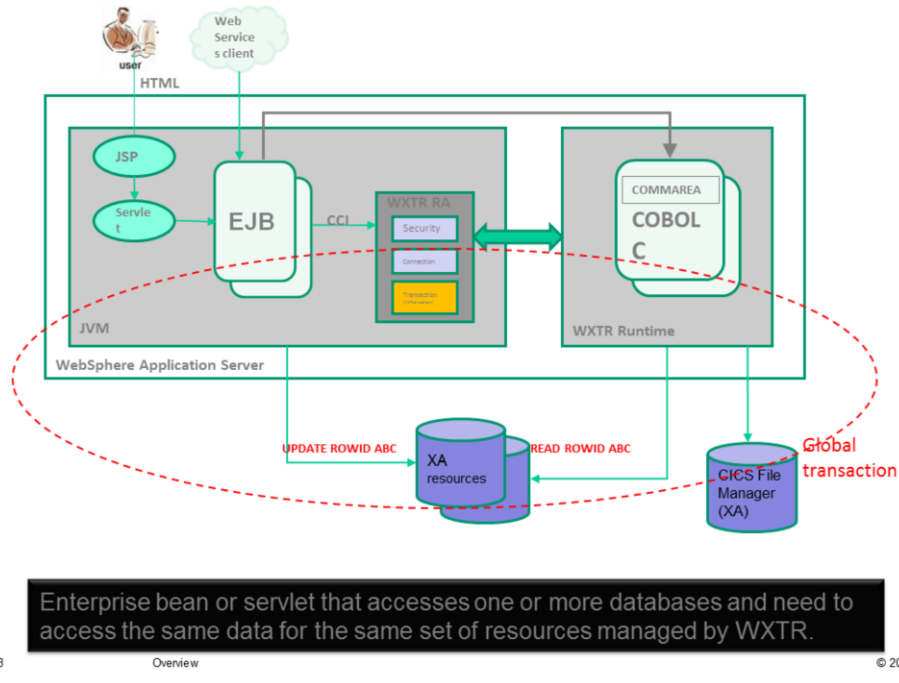 Web
Service
s client
user
HTML
JSP
Servle
t
EJB
CCI
WXTR RA
Security
Connection
Transaction
JVM
COMMAREA
COBOL
C
WXTR Runtime
WebSphere Application Server
UPDATE ROWID ABC
XA
resources
READ ROWID ABC
Global
transaction
CICS File
Manager
(XA)
Enterprise bean or servlet that accesses one or more databases and need to
access the same data for the same set of resources managed by WXTR.
3
Overview
© 20